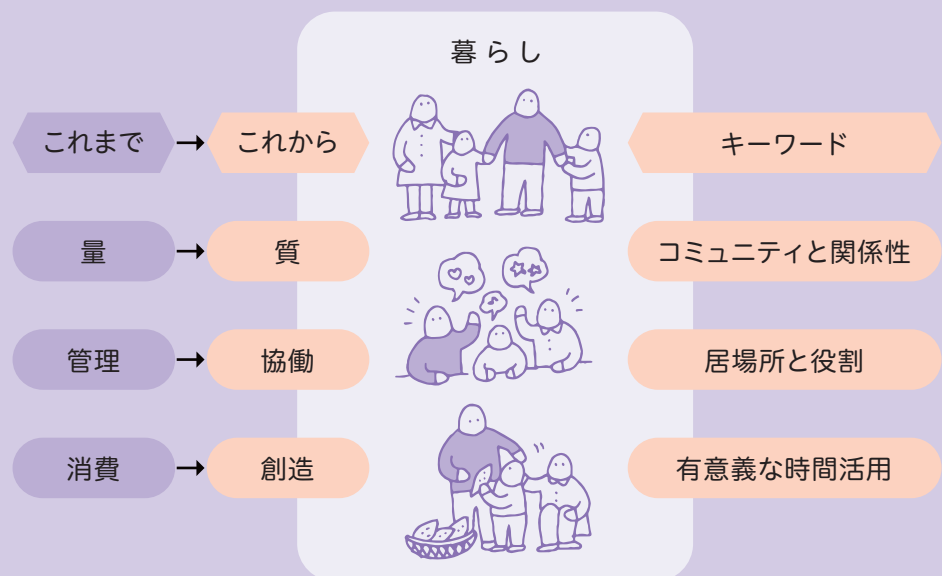 暮らし
これまで → これから
キーワード
量 → 質
コミュニティと関係性
管理 → 協働
居場所と役割
消費 → 創造
有意義な時間活用